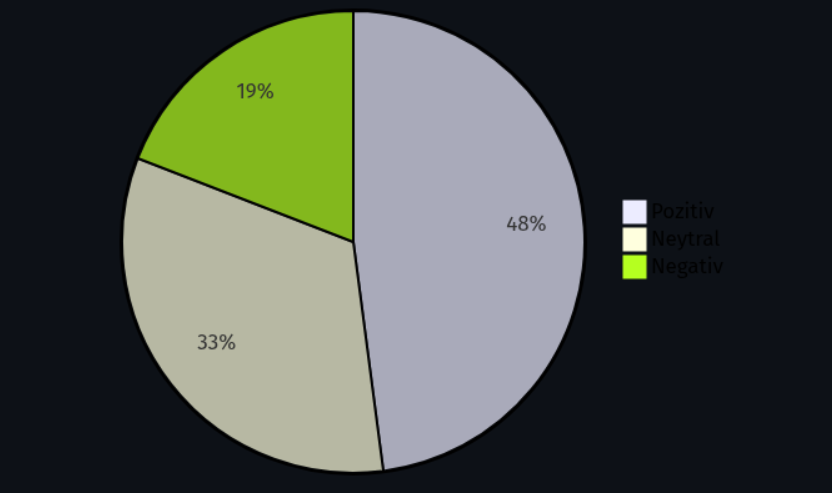 19%
48%
33%
Pozitiv
Neytral
Negativ